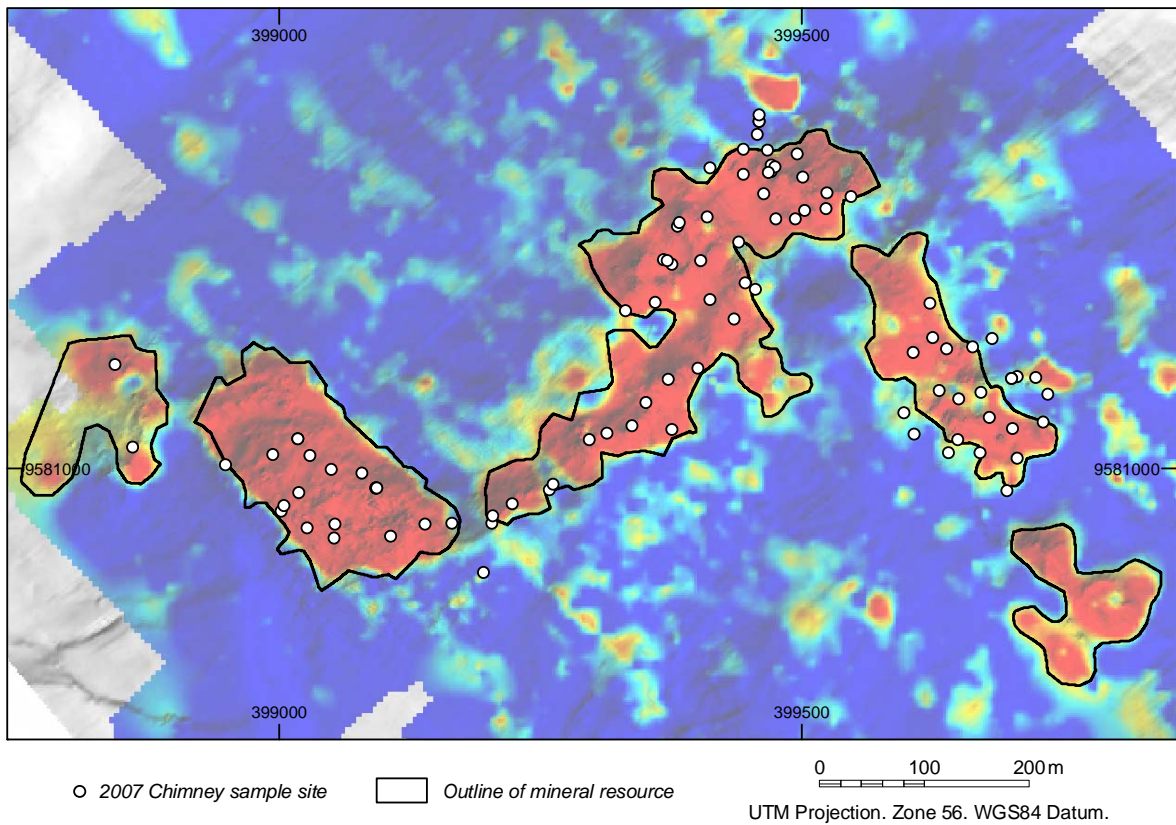 399000 399500
9581000 9581000
399000 399500
0 100 200 m
2007 Chimney sample site Outline of mineral resource
UTM Projection. Zone 56. WGS84 Datum.